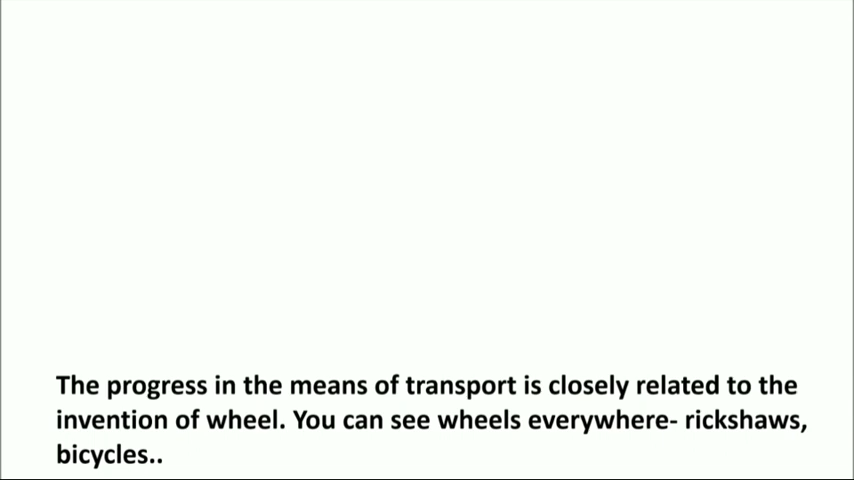 The progress in the means of transport is closely related to the
invention of wheel. You can see wheels everywhere- rickshaws,
bicycles..